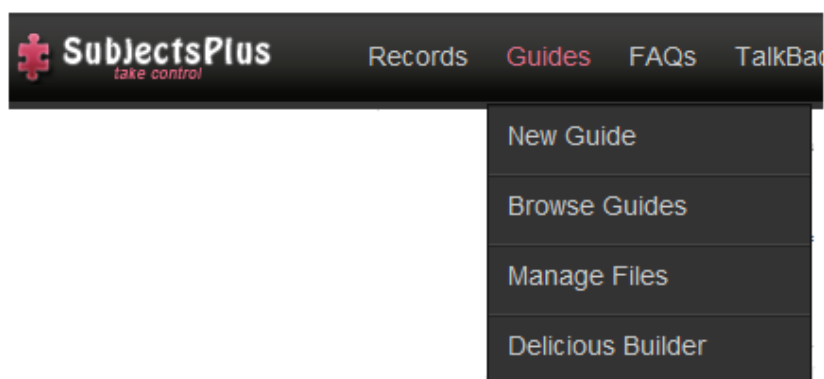 SubjectsPlus
take control
Records Guides FAQs
New Guide
Browse Guides
Manage Files
Delicious Builder